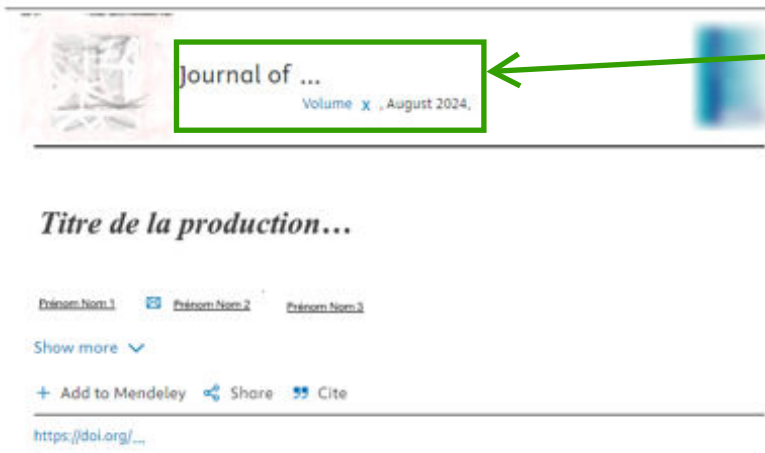 Journal of ...
Volume x , August 2024,
Titre de la production...
Prénom Nom 1 Prénom Nom 2 Prénom Nom 3
Show more
+ Add to Mendeley Share Cite
https://doi.org/...